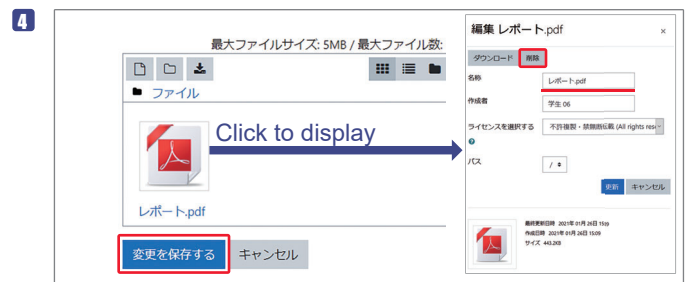 4
最大ファイルサイズ: 5MB / 最大ファイル数:
ファイル
Click to display
レポート.pdf
変更を保存する キャンセル
編集 レポート.pdf ×
ダウンロード 削除
名称 レポート.pdf
作成者 学生 06
ライセンスを選択する 不許複製・禁無断転載 (All rights rese
パス /
更新 キャンセル
最終更新日時 2021年 01月 26日 15:09
作成日時 2021年 01月 26日 15:09
サイズ 443.2KB